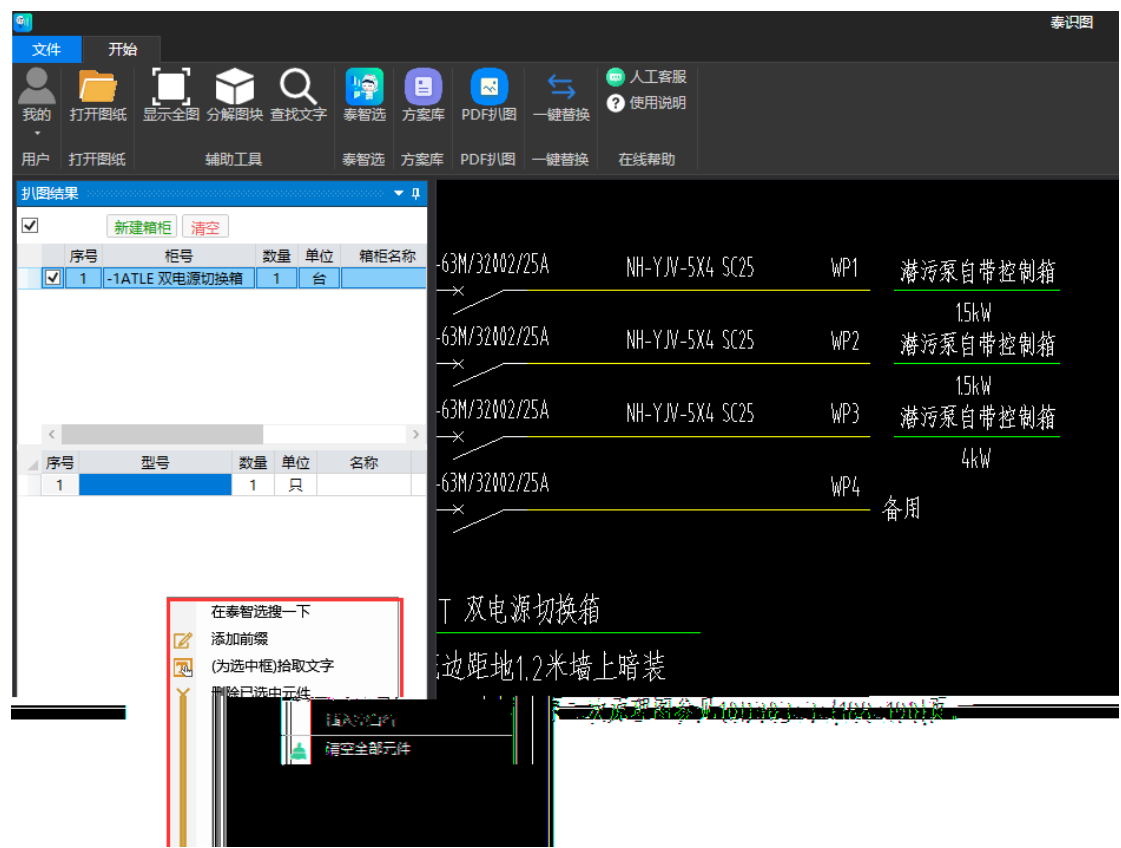 泰识图
文件 开始
人工客服
使用说明
我的 打开图纸 显示全图 分解图块 查找文字 泰智选 方案库 PDF扒图 一键替换
用户 打开图纸 辅助工具 泰智选 方案库 PDF扒图 一键替换 在线帮助
扒图结果
新建箱柜 清空
序号 柜号 数量 单位 箱柜名称
1 -1ATLE 双电源切换箱 1 台
-63M/32002/25A NH-YJV-5X4 SC25 WP1 潜污泵自带控制箱
1.5kW
-63M/32002/25A NH-YJV-5X4 SC25 WP2 潜污泵自带控制箱
1.5kW
-63M/32002/25A NH-YJV-5X4 SC25 WP3 潜污泵自带控制箱
4kW
序号 型号 数量 单位 名称
1 1 只
-63M/32002/25A WP4 备用
T 双电源切换箱
边距地1.2米墙上暗装
在泰智选搜一下
添加前缀
(为选中框)拾取文字
删除已选中元件
清空全部元件